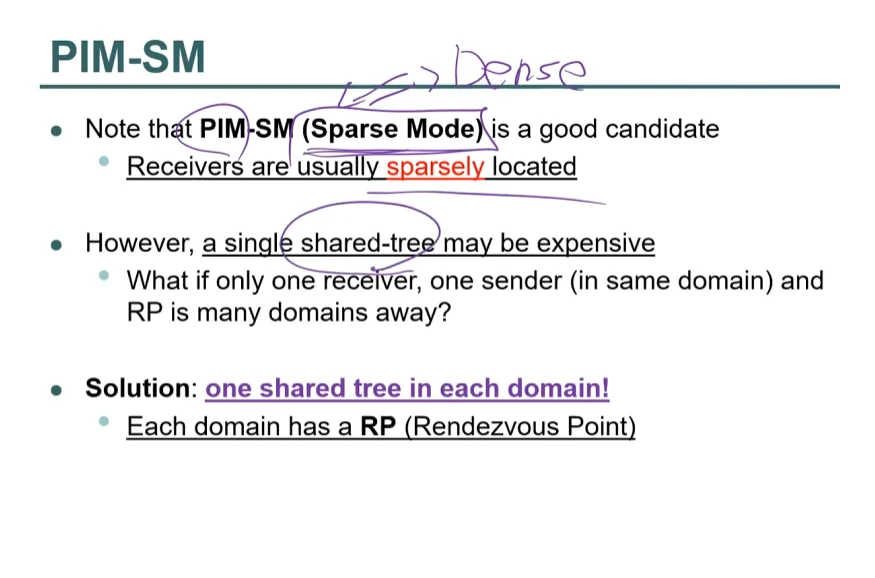 PIM-SM
Dense
Note that PIM-SM (Sparse Mode) is a good candidate
Receivers are usually sparsely located
However, a single shared-tree may be expensive
What if only one receiver, one sender (in same domain) and
RP is many domains away?
Solution: one shared tree in each domain!
Each domain has a RP (Rendezvous Point)